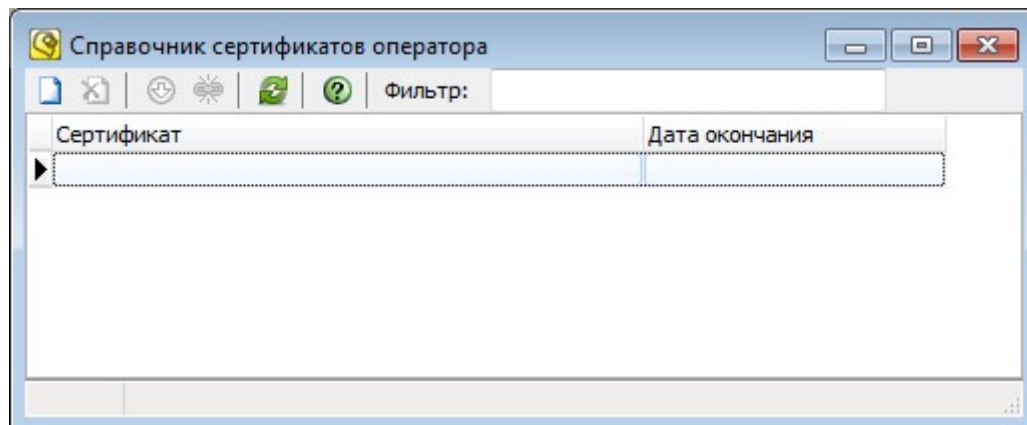 Справочник сертификатов оператора
Фильтр:
Сертификат Дата окончания